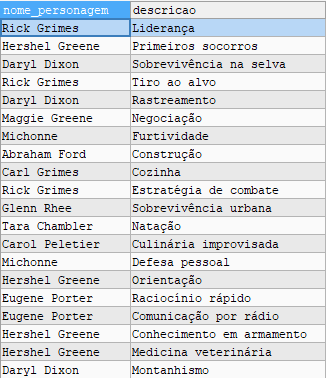 nome_personagem descricao
Rick Grimes Liderança
Hershel Greene Primeiros socorros
Daryl Dixon Sobrevivência na selva
Rick Grimes Tiro ao alvo
Daryl Dixon Rastreamento
Maggie Greene Negociação
Michonne Furtividade
Abraham Ford Construção
Carl Grimes Cozinha
Rick Grimes Estratégia de combate
Glenn Rhee Sobrevivência urbana
Tara Chambler Natação
Carol Peletier Culinária improvisada
Michonne Defesa pessoal
Hershel Greene Orientação
Eugene Porter Raciocínio rápido
Eugene Porter Comunicação por rádio
Hershel Greene Conhecimento em armamento
Hershel Greene Medicina veterinária
Daryl Dixon Montanhismo